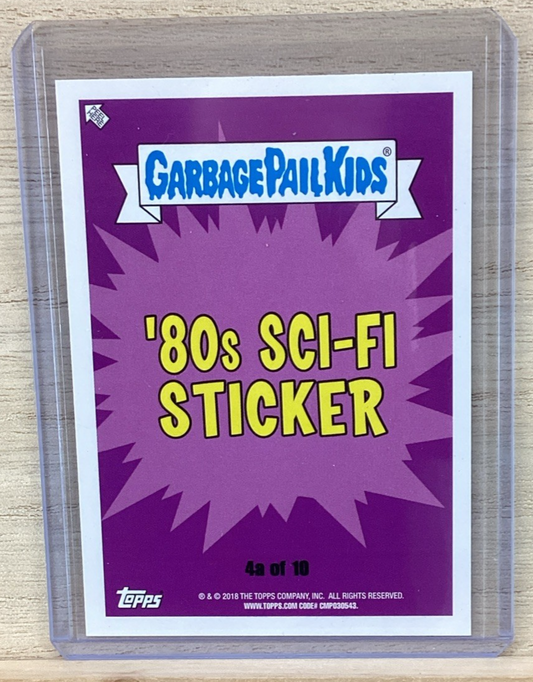 GARBAGE PAIL KIDS®
'80s SCI-FI
STICKER
4a of 10
topps
® & © 2018 THE TOPPS COMPANY, INC. ALL RIGHTS RESERVED.
WWW.TOPPS.COM CODE# CMP030543.